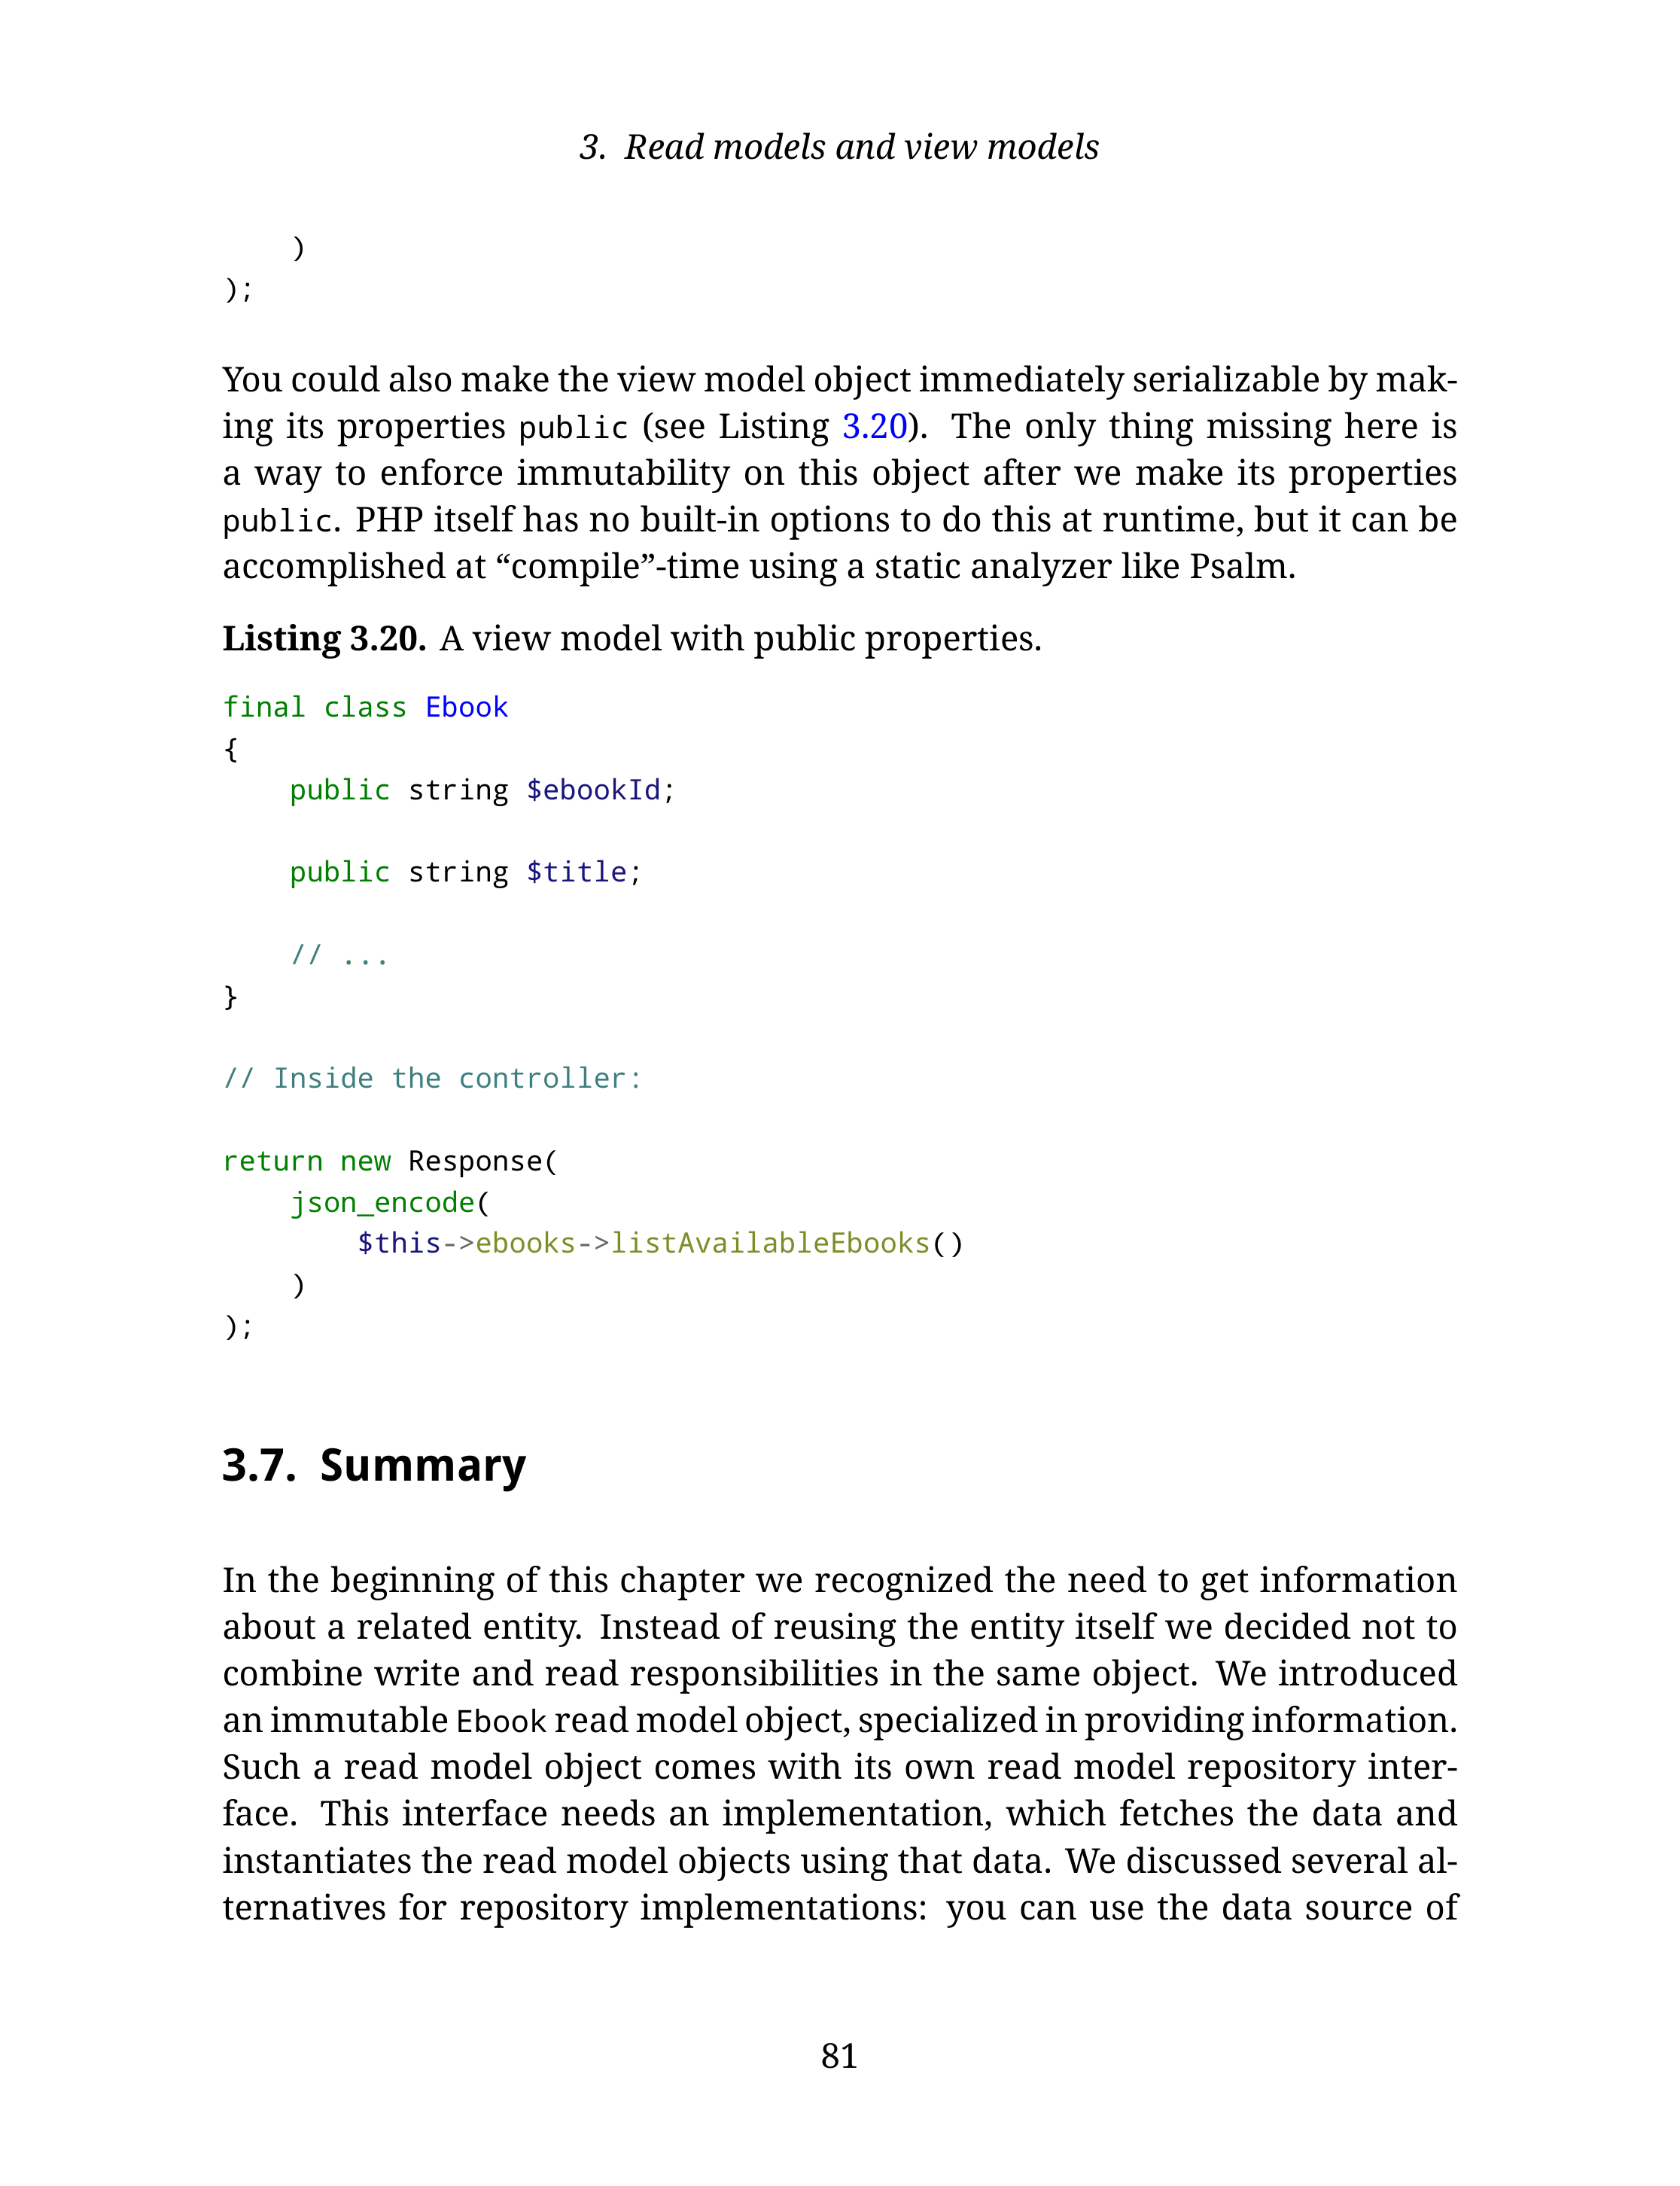 3. Read models and view models
    )
);
You could also make the view model object immediately serializable by mak-
ing its properties public (see Listing 3.20). The only thing missing here is
a way to enforce immutability on this object after we make its properties
public. PHP itself has no built-in options to do this at runtime, but it can be
accomplished at “compile”-time using a static analyzer like Psalm.
Listing 3.20. A view model with public properties.
final class Ebook
{
    public string $ebookId;
    public string $title;
    // ...
}
// Inside the controller:
return new Response(
    json_encode(
        $this->ebooks->listAvailableEbooks()
    )
);
3.7. Summary
In the beginning of this chapter we recognized the need to get information
about a related entity. Instead of reusing the entity itself we decided not to
combine write and read responsibilities in the same object. We introduced
an immutable Ebook read model object, specialized in providing information.
Such a read model object comes with its own read model repository inter-
face. This interface needs an implementation, which fetches the data and
instantiates the read model objects using that data. We discussed several al-
ternatives for repository implementations: you can use the data source of
81